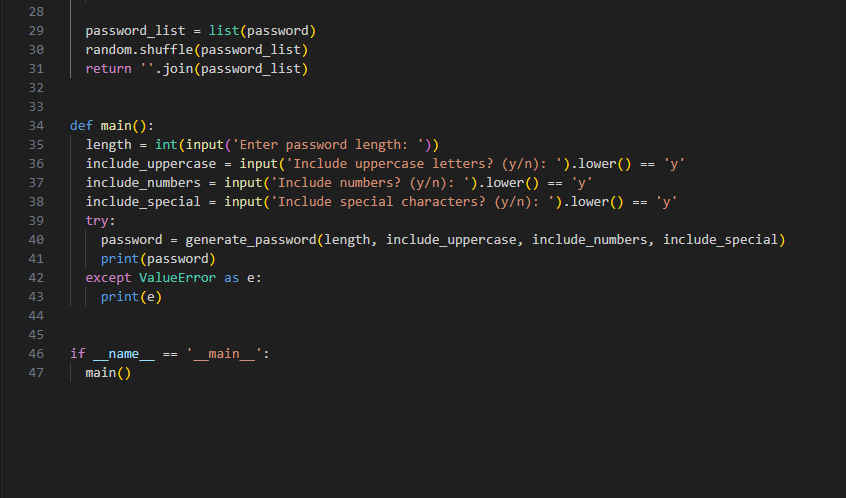 28
29 password_list = list(password)
30 random.shuffle(password_list)
31 return ''.join(password_list)
32
33
34 def main():
35 length = int(input('Enter password length: '))
36 include_uppercase = input('Include uppercase letters? (y/n): ').lower() == 'y'
37 include_numbers = input('Include numbers? (y/n): ').lower() == 'y'
38 include_special = input('Include special characters? (y/n): ').lower() == 'y'
39 try:
40 password = generate_password(length, include_uppercase, include_numbers, include_special)
41 print(password)
42 except ValueError as e:
43 print(e)
44
45
46 if __name__ == '__main__':
47 main()